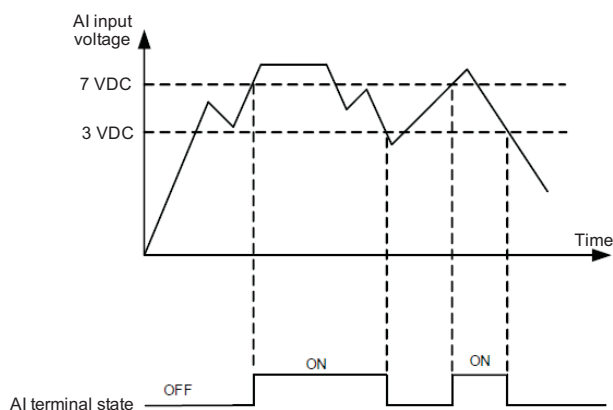 AI input
voltage
7 VDC
3 VDC
Time
ON
ON
OFF
AI terminal state